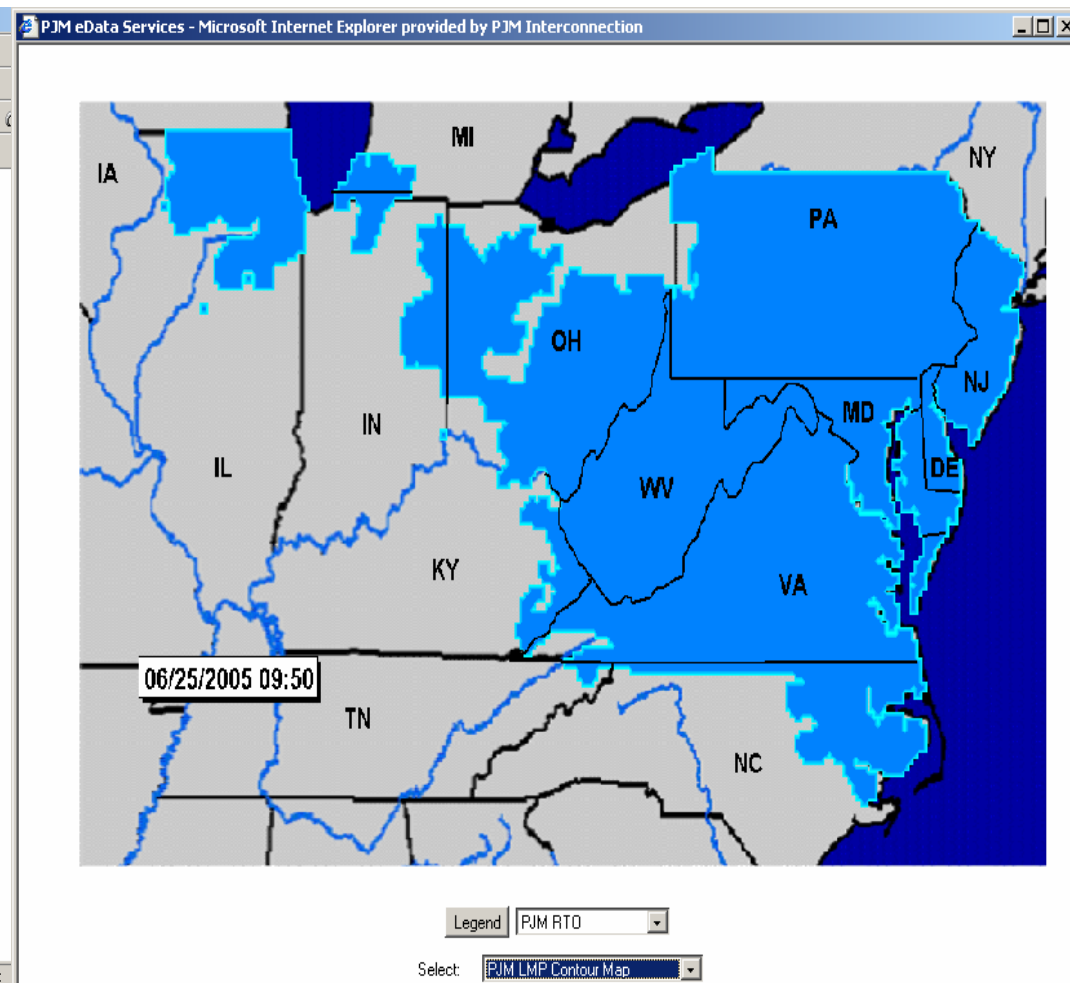 PJM eData Services - Microsoft Internet Explorer provided by PJM Interconnection
MI
NY
IA
PA
OH
NJ
MD
IN
IL
DE
WV
KY
VA
06/25/2005 09:50
TN
NC
Legend PJM RTO
Select: PJM LMP Contour Map